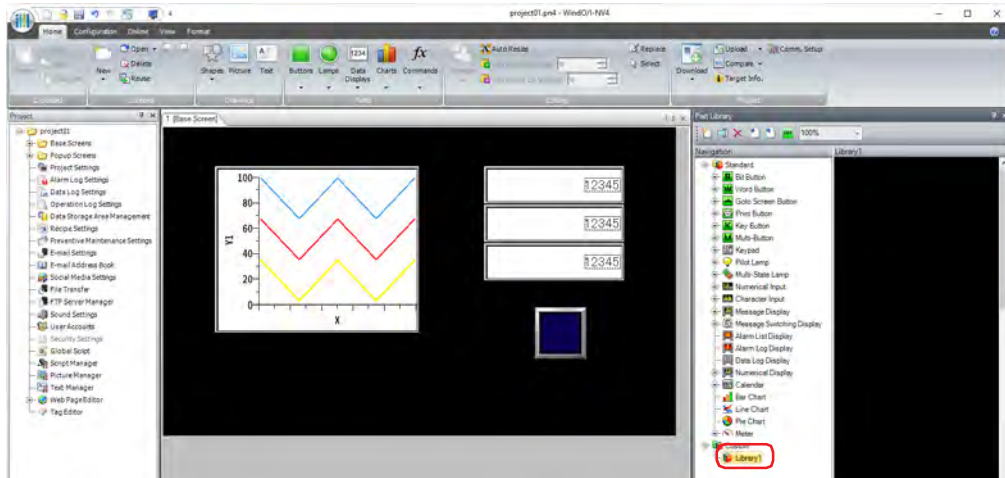 project01.pn4 - WindO/I-NV4
Home Configuration Online View Format
Open
Delete
Reuse
New
Shapes Picture Text
Buttons Lamps Data Displays Charts Commands
1234
fx
Auto Resize
Replace
Select
Download
Upload
Compare
Target Info.
Comm. Setup
Editing
Project
Project
project01
Base Screens
Popup Screens
Project Settings
Alarm Log Settings
Data Log Settings
Operation Log Settings
Data Storage Area Management
Recipe Settings
Preventive Maintenance Settings
E-mail Settings
E-mail Address Book
Social Media Settings
File Transfer
FTP Server Manager
Sound Settings
User Accounts
Security Settings
Global Script
Script Manager
Picture Manager
Text Manager
Web Page Editor
Tag Editor
1 [Base Screen]
100
80
60
40
20
0
Y1
X
12345
12345
12345
Part Library
100%
Navigation
Library1
Standard
Bit Button
Word Button
Goto Screen Button
Print Button
Key Button
Multi-Button
Keypad
Pilot Lamp
Multi-State Lamp
Numerical Input
Character Input
Message Display
Message Switching Display
Alarm List Display
Alarm Log Display
Data Log Display
Numerical Display
Calendar
Bar Chart
Line Chart
Pie Chart
Meter
Custom
Library1